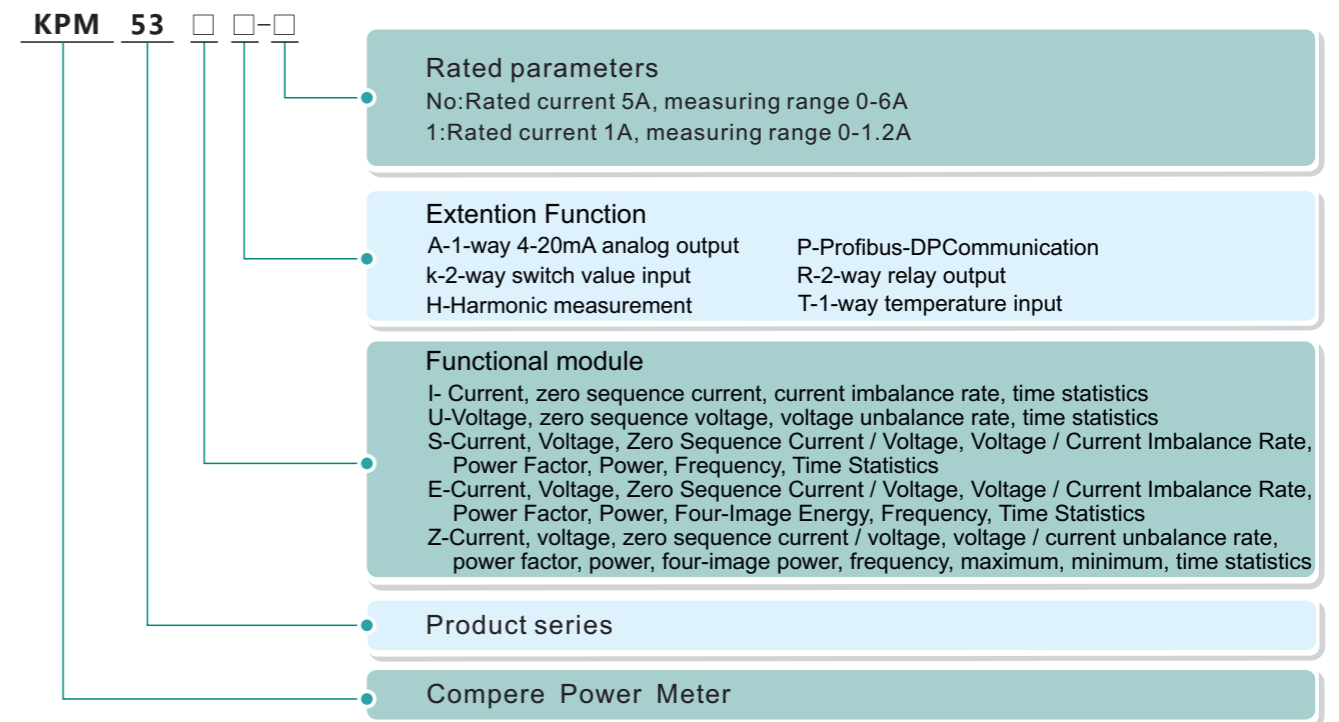 KPM 53 □ □-□
Rated parameters
No:Rated current 5A, measuring range 0-6A
1:Rated current 1A, measuring range 0-1.2A
Extention Function
A-1-way 4-20mA analog output
k-2-way switch value input
H-Harmonic measurement
P-Profibus-DPCommunication
R-2-way relay output
T-1-way temperature input
Functional module
I- Current, zero sequence current, current imbalance rate, time statistics
U-Voltage, zero sequence voltage, voltage unbalance rate, time statistics
S-Current, Voltage, Zero Sequence Current / Voltage, Voltage / Current Imbalance Rate,
Power Factor, Power, Frequency, Time Statistics
E-Current, Voltage, Zero Sequence Current / Voltage, Voltage / Current Imbalance Rate,
Power Factor, Power, Four-Image Energy, Frequency, Time Statistics
Z-Current, voltage, zero sequence current / voltage, voltage / current unbalance rate,
power factor, power, four-image power, frequency, maximum, minimum, time statistics
Product series
Compere Power Meter